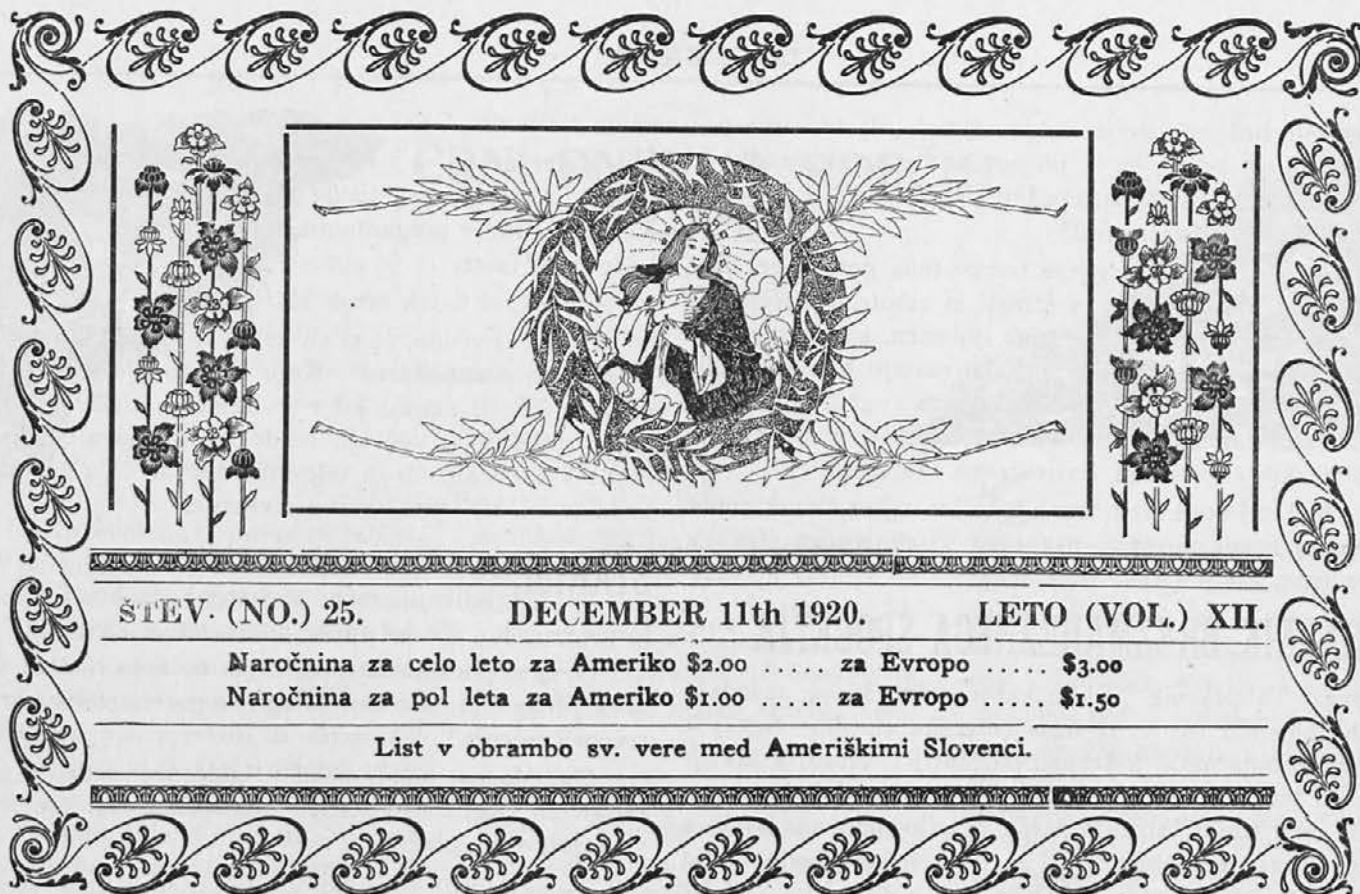 ŠTEV (NO.) 25. DECEMBER 11th 1920. LETO (VOL.) XII.
Naročnina za celo leto za Ameriko $2.00 ..... za Evropo ..... $3.00
Naročnina za pol leta za Ameriko $1.00 ..... za Evropo ..... $1.50
List v obrambo sv. vere med Ameriškimi Slovenci.